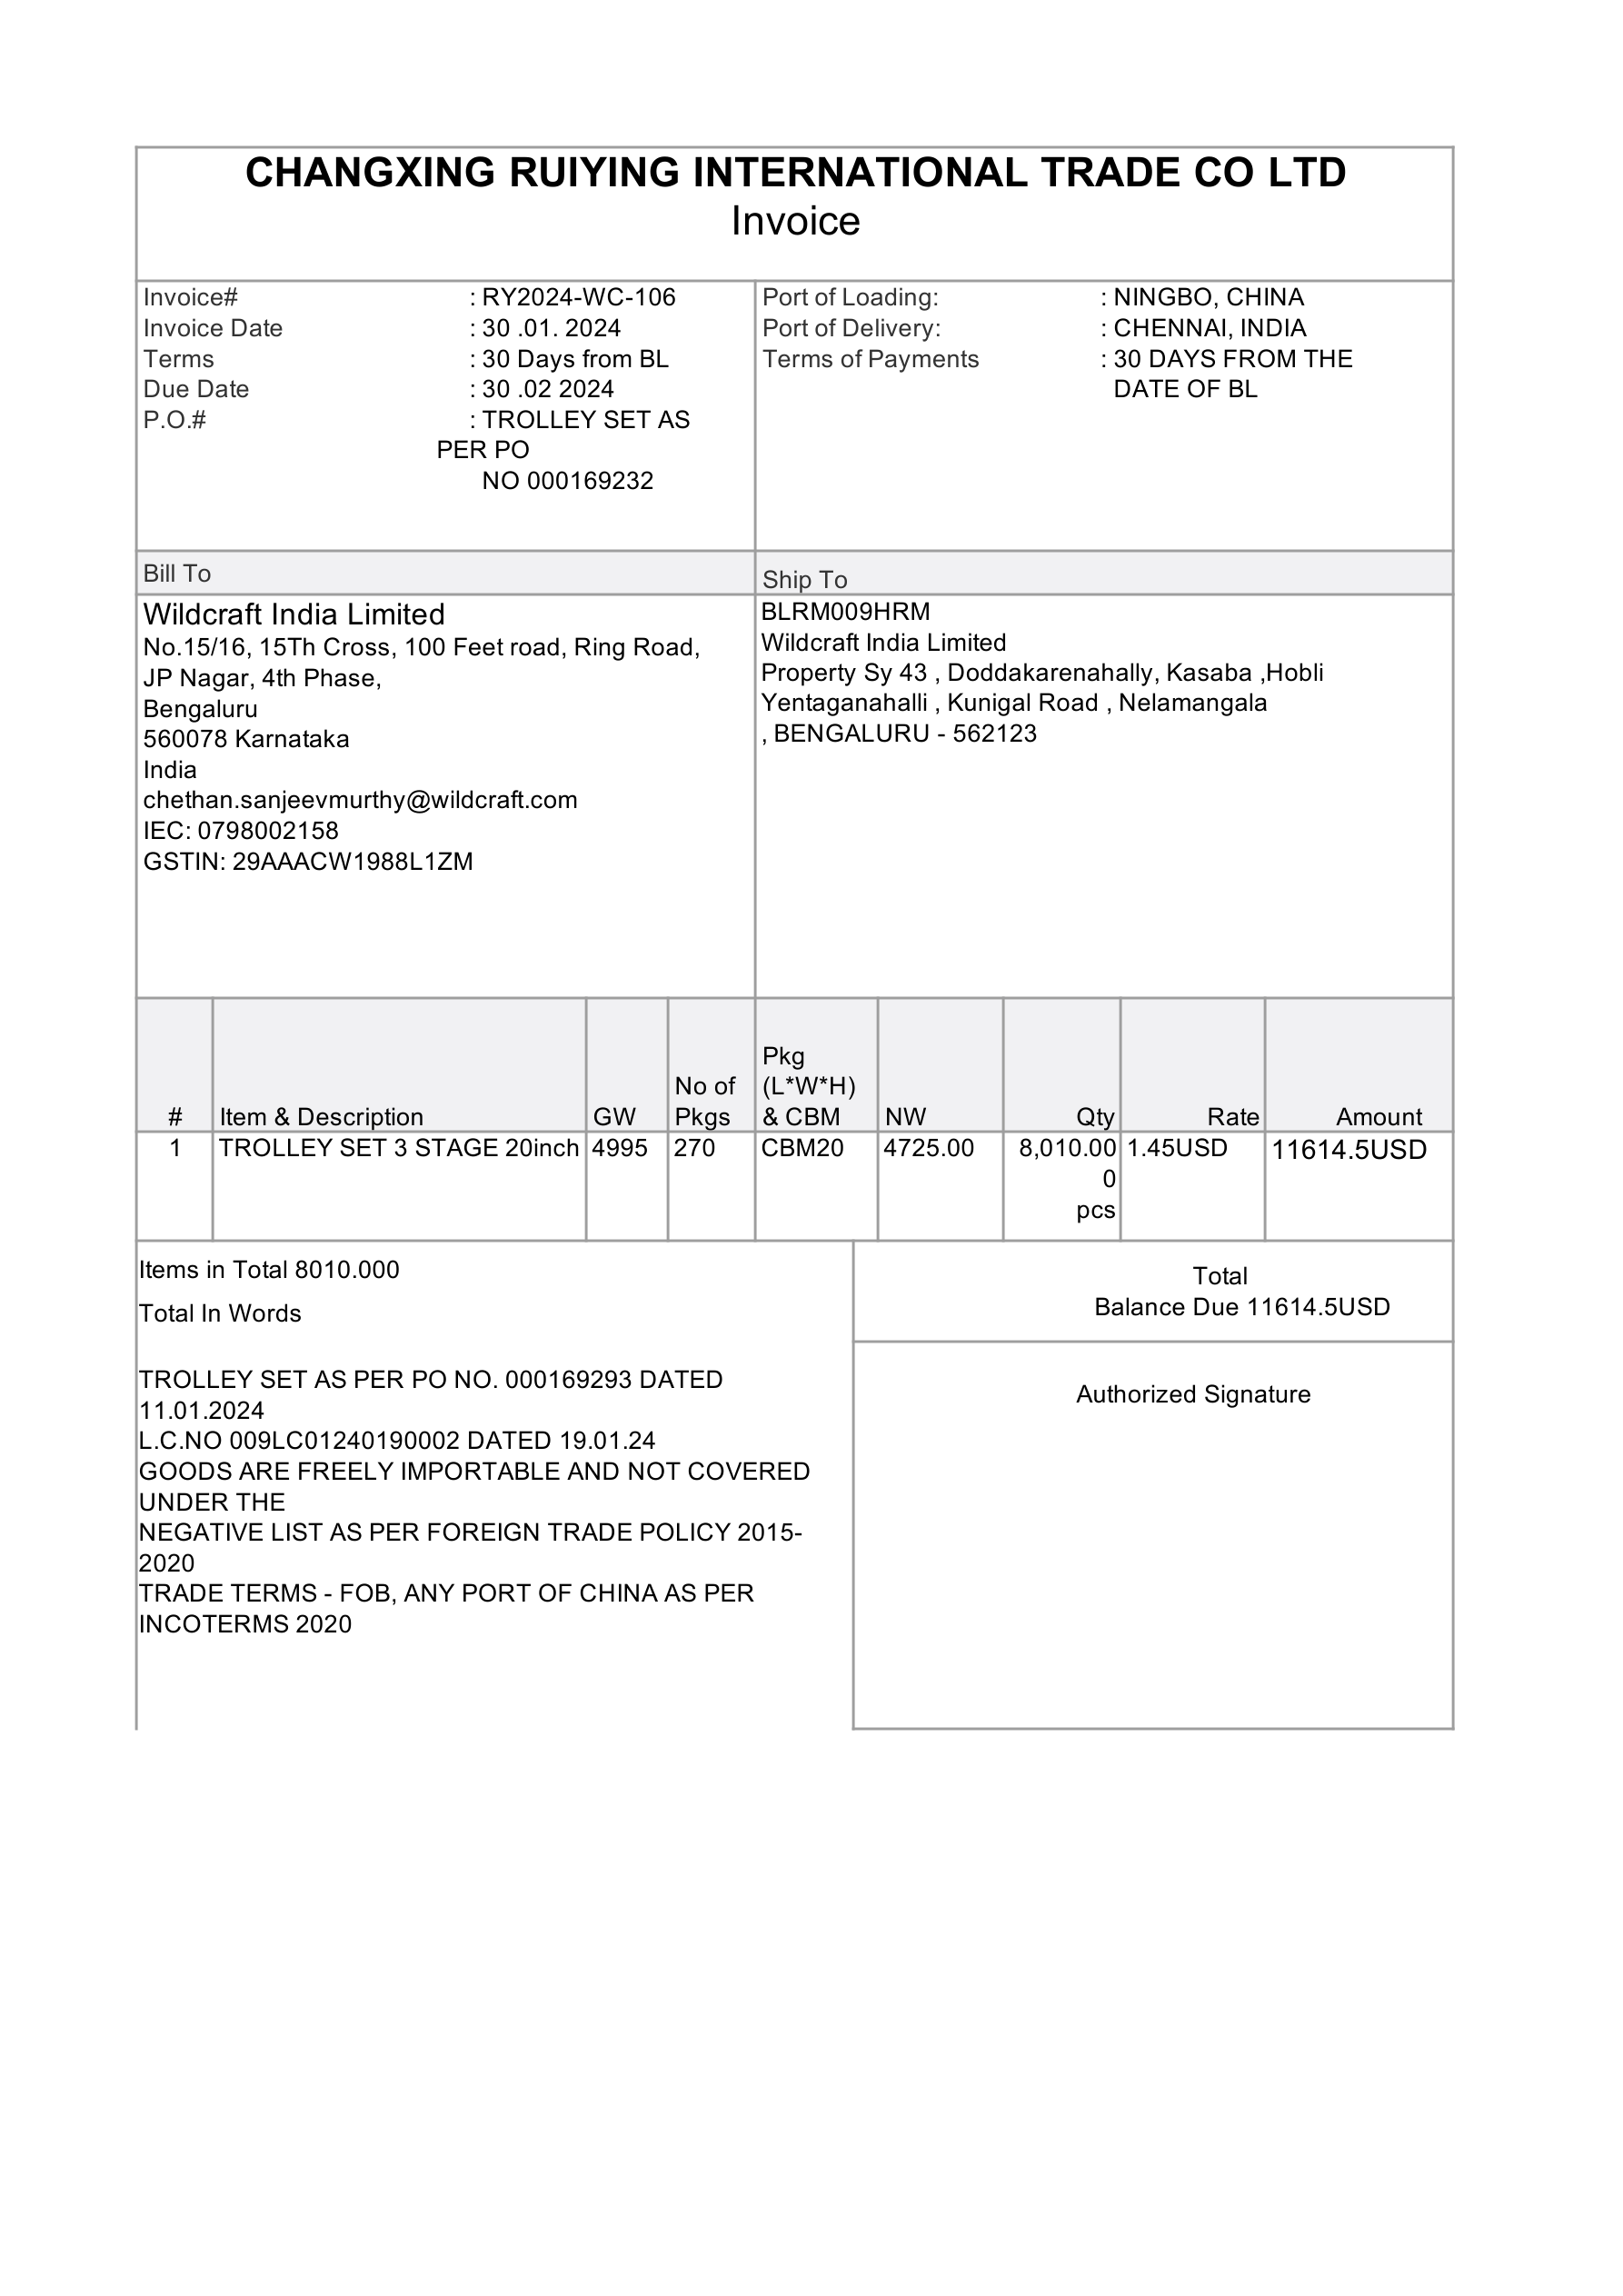 CHANGXING RUIYING INTERNATIONAL TRADE CO LTD
Invoice
Invoice# : RY2024-WC-106
Invoice Date : 30 .01. 2024
Terms : 30 Days from BL
Due Date : 30 .02 2024
P.O.# : TROLLEY SET AS
PER PO
NO 000169232
Port of Loading: : NINGBO, CHINA
Port of Delivery: : CHENNAI, INDIA
Terms of Payments : 30 DAYS FROM THE
DATE OF BL
Bill To
Wildcraft India Limited
No.15/16, 15Th Cross, 100 Feet road, Ring Road,
JP Nagar, 4th Phase,
Bengaluru
560078 Karnataka
India
chethan.sanjeevmurthy@wildcraft.com
IEC: 0798002158
GSTIN: 29AAACW1988L1ZM
Ship To
BLRM009HRM
Wildcraft India Limited
Property Sy 43 , Doddakarenahally, Kasaba ,Hobli
Yentaganahalli , Kunigal Road , Nelamangala
, BENGALURU - 562123
# Item & Description GW No of Pkgs Pkg (L*W*H) & CBM NW Qty Rate Amount
1 TROLLEY SET 3 STAGE 20inch 4995 270 CBM20 4725.00 8,010.00 1.45USD 11614.5USD
0
pcs
Items in Total 8010.000
Total In Words
TROLLEY SET AS PER PO NO. 000169293 DATED
11.01.2024
L.C.NO 009LC01240190002 DATED 19.01.24
GOODS ARE FREELY IMPORTABLE AND NOT COVERED
UNDER THE
NEGATIVE LIST AS PER FOREIGN TRADE POLICY 2015-
2020
TRADE TERMS - FOB, ANY PORT OF CHINA AS PER
INCOTERMS 2020
Total
Balance Due 11614.5USD
Authorized Signature